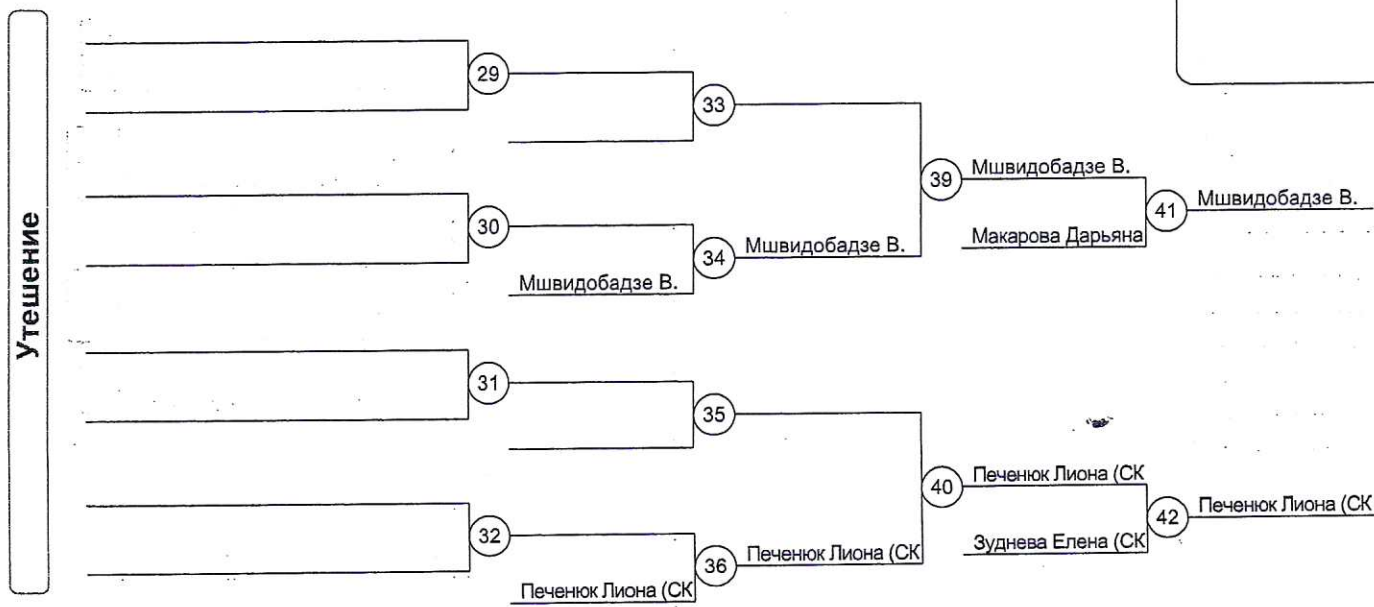 Утешение
29
33
39
Мшвидобадзе В.
41
Мшвидобадзе В.
30
Мшвидобадзе В.
34
Мшвидобадзе В.
Макарова Дарьяна
31
35
40
Печенюк Лиона (СК
42
Печенюк Лиона (СК
32
Печенюк Лиона (СК
36
Печенюк Лиона (СК
Зуднева Елена (СК